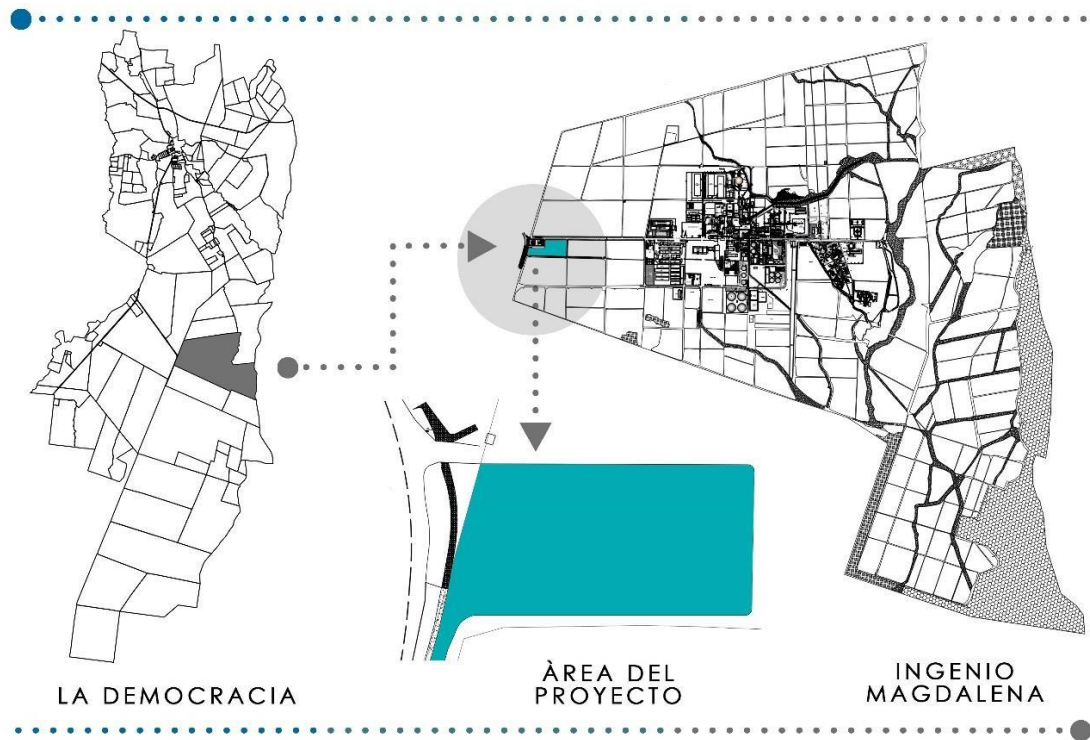 LA DEMOCRACIA
ÀREA DEL
PROYECTO
INGENIO
MAGDALENA